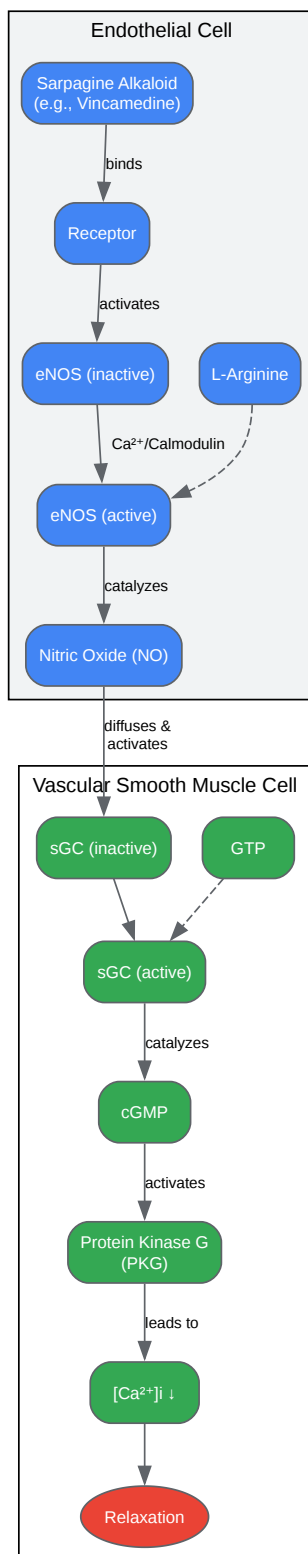 Endothelial Cell
Sarpagine Alkaloid
(e.g., Vincamedine)
binds
Receptor
activates
eNOS (inactive)
L-Arginine
Ca²⁺/Calmodulin
eNOS (active)
catalyzes
Nitric Oxide (NO)
diffuses &
activates
Vascular Smooth Muscle Cell
sGC (inactive)
GTP
sGC (active)
catalyzes
cGMP
activates
Protein Kinase G
(PKG)
leads to
[Ca²⁺]i ↓
Relaxation